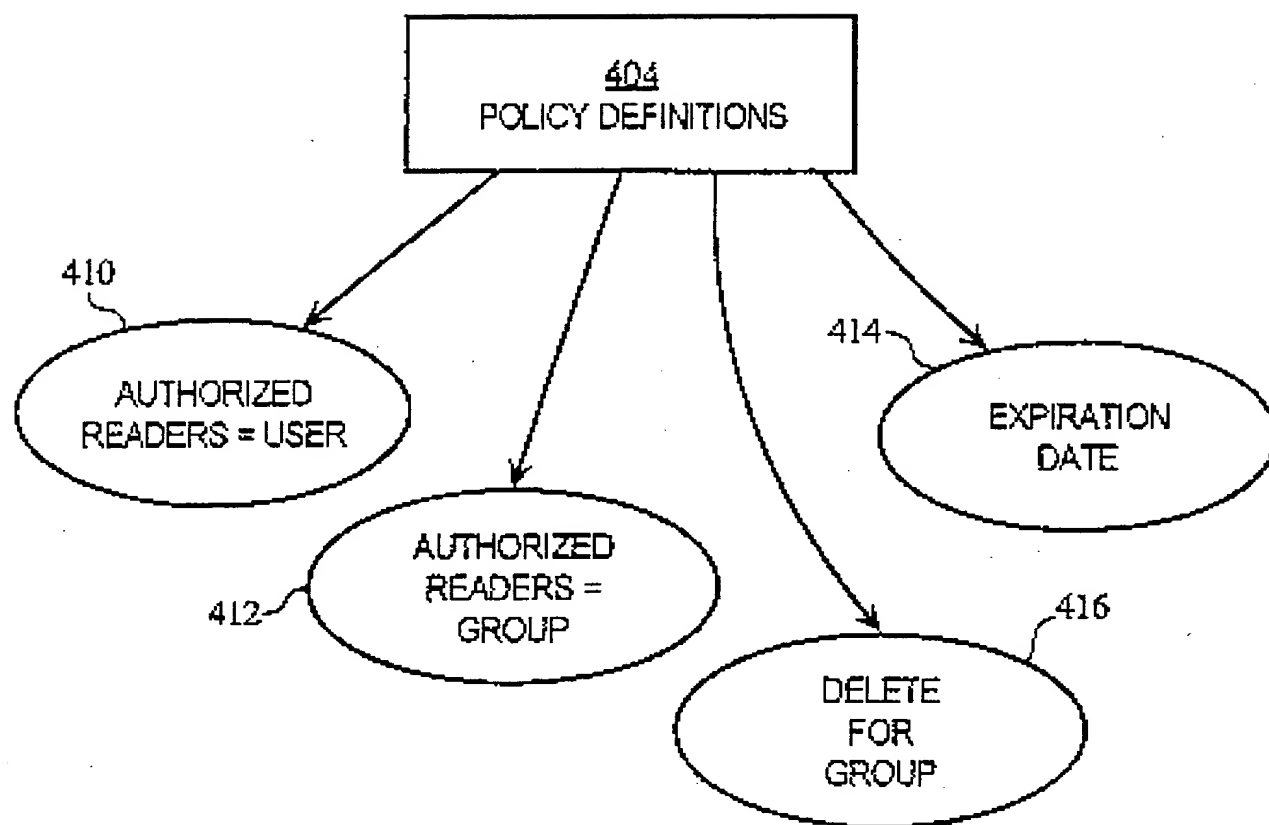 404
POLICY DEFINITIONS
410
AUTHORIZED
READERS = USER
414
EXPIRATION
DATE
412
AUTHORIZED
READERS =
GROUP
416
DELETE
FOR
GROUP